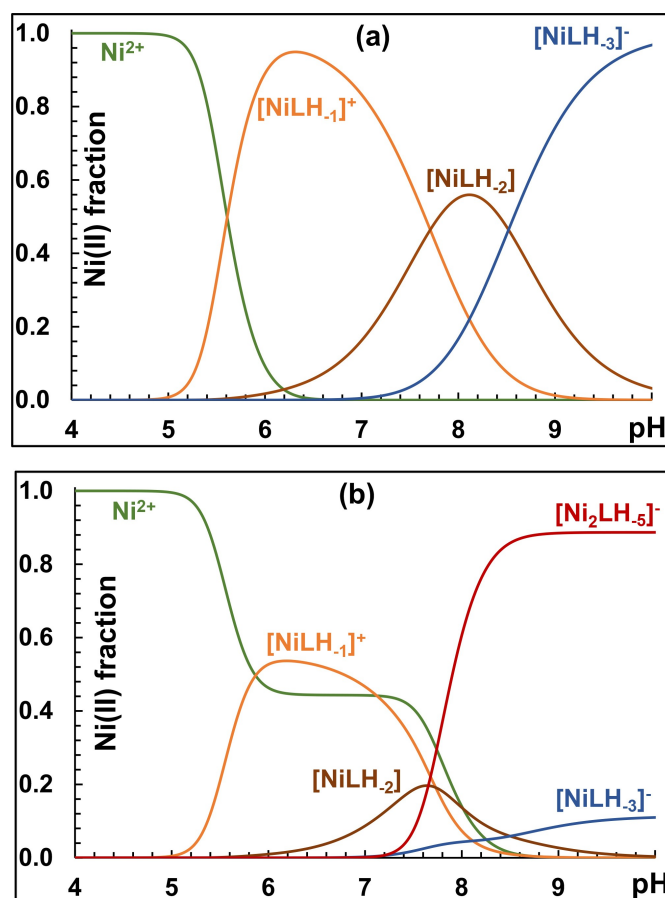 (a)
Ni²⁺
[NiLH₋₃]⁻
[NiLH₋₁]⁺
[NiLH₋₂]
Ni(II) fraction
1.0
0.8
0.6
0.4
0.2
0.0
4 5 6 7 8 9 pH
(b)
Ni²⁺
[Ni₂LH₋₅]⁻
[NiLH₋₁]⁺
[NiLH₋₂]
[NiLH₋₃]⁻
Ni(II) fraction
1.0
0.8
0.6
0.4
0.2
0.0
4 5 6 7 8 9 pH